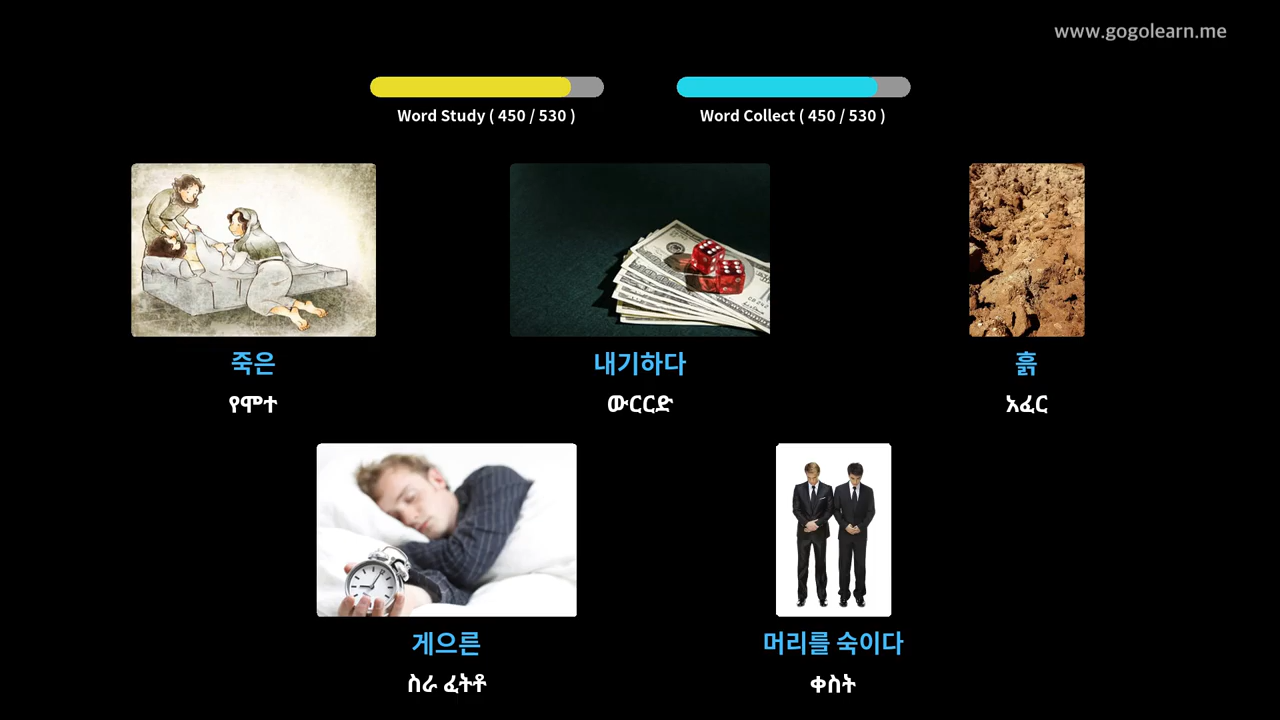 www.gogolearn.me
Word Study ( 450 / 530 )
Word Collect ( 450 / 530 )
죽은
የሞተ
내기하다
ውርርድ
흙
አፈር
게으른
ስራ ፈትቶ
머리를 숙이다
ቀስት